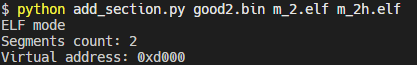 $ python add_section.py good2.bin m_2.elf m_2h.elf
ELF mode
Segments count: 2
Virtual address: 0xd000